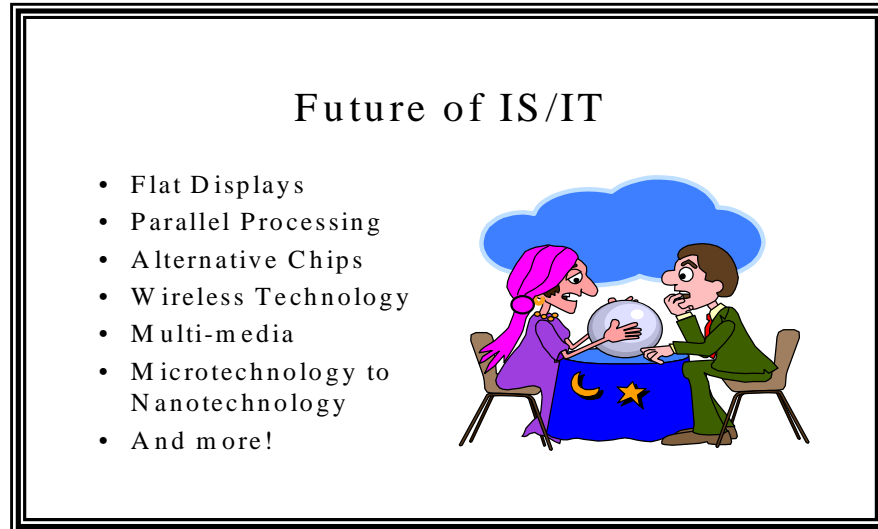 Future of IS/IT
• Flat Displays
• Parallel Processing
• Alternative Chips
• Wireless Technology
• Multi-media
• Microtechnology to
Nanotechnology
• And more!